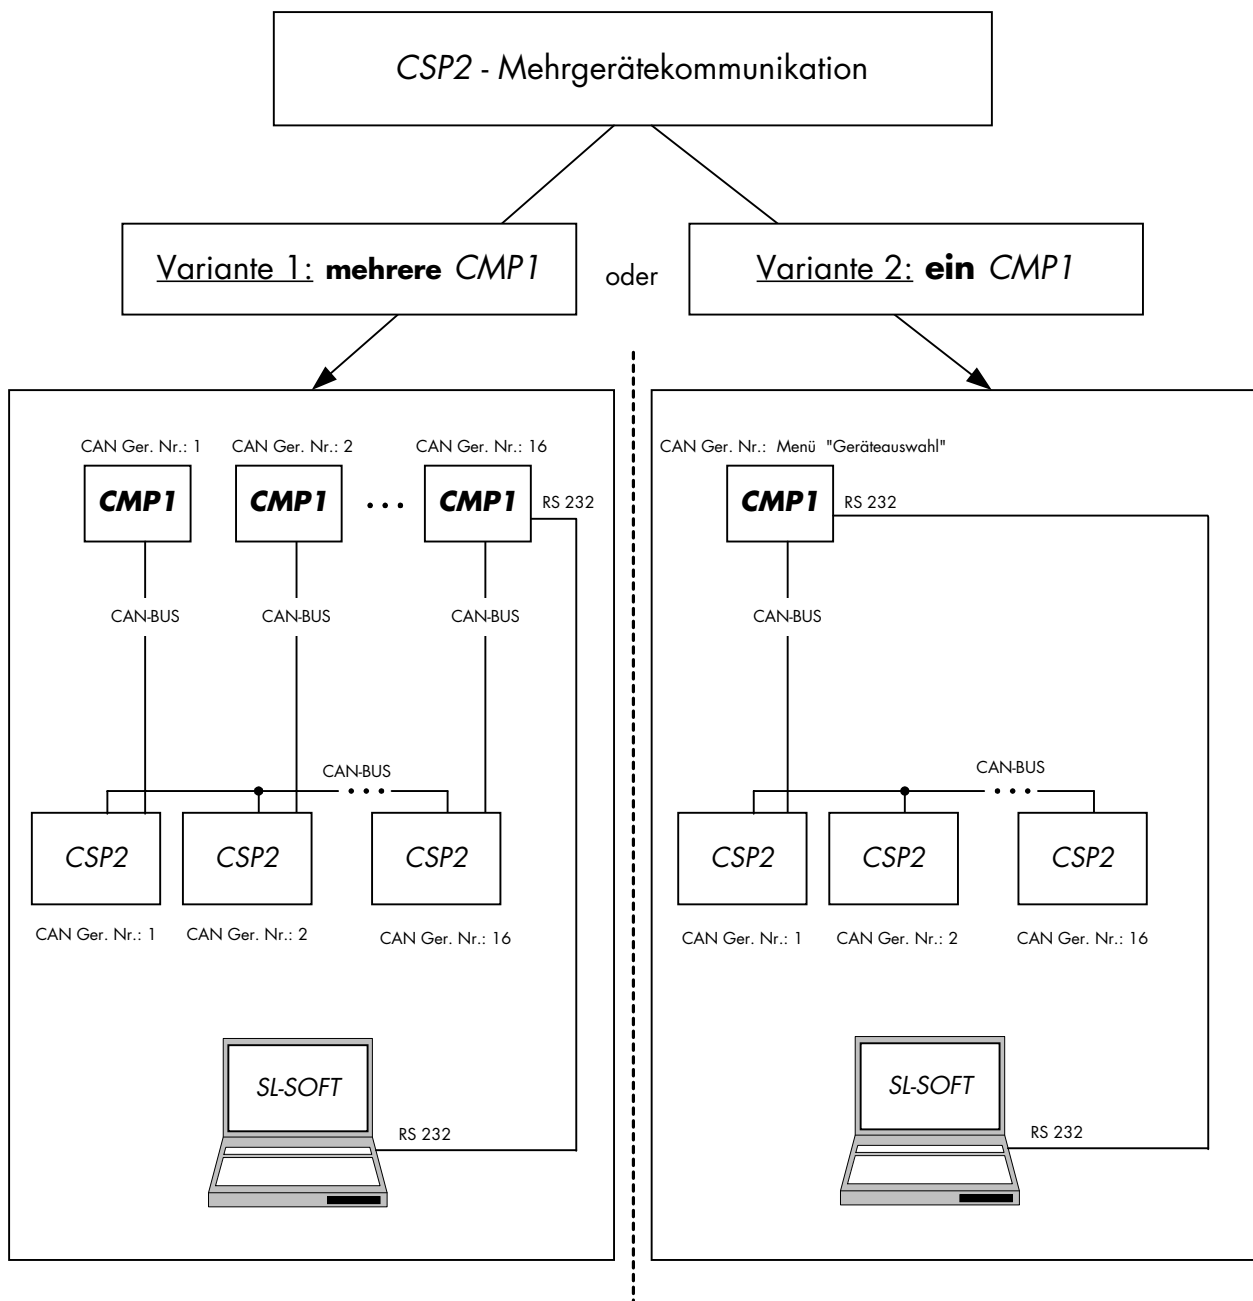 CSP2 - Mehrgerätekommunikation
Variante 1: mehrere CMP1
oder
Variante 2: ein CMP1
CAN Ger. Nr.: 1
CAN Ger. Nr.: 2
CAN Ger. Nr.: 16
CMP1
CMP1
• • •
CMP1
RS 232
CAN-BUS
CAN-BUS
CAN-BUS
CAN-BUS
• • •
CSP2
CSP2
CSP2
CAN Ger. Nr.: 1
CAN Ger. Nr.: 2
CAN Ger. Nr.: 16
SL-SOFT
RS 232
CAN Ger. Nr.: Menü "Geräteauswahl"
CMP1
RS 232
CAN-BUS
CAN-BUS
• • •
CSP2
CSP2
CSP2
CAN Ger. Nr.: 1
CAN Ger. Nr.: 2
CAN Ger. Nr.: 16
SL-SOFT
RS 232